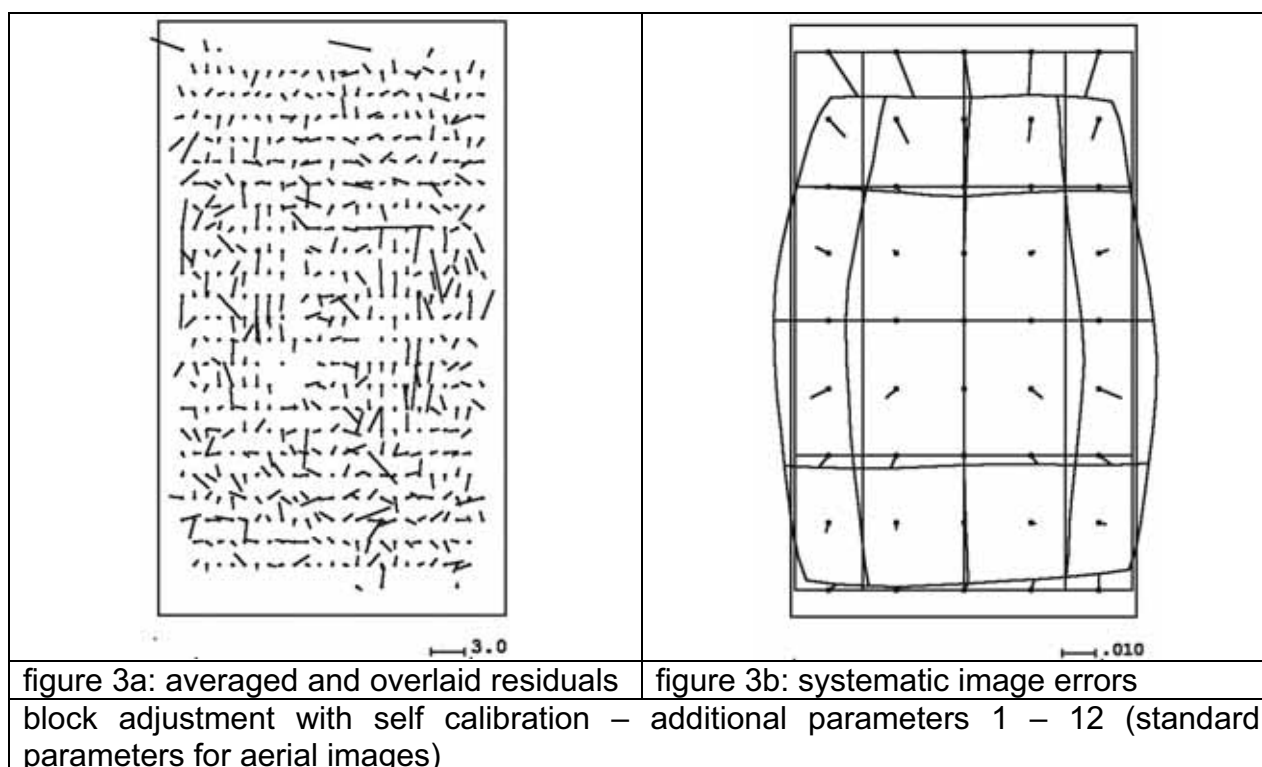 3.0
.010
figure 3a: averaged and overlaid residuals
figure 3b: systematic image errors
block adjustment with self calibration – additional parameters 1 – 12 (standard
parameters for aerial images)